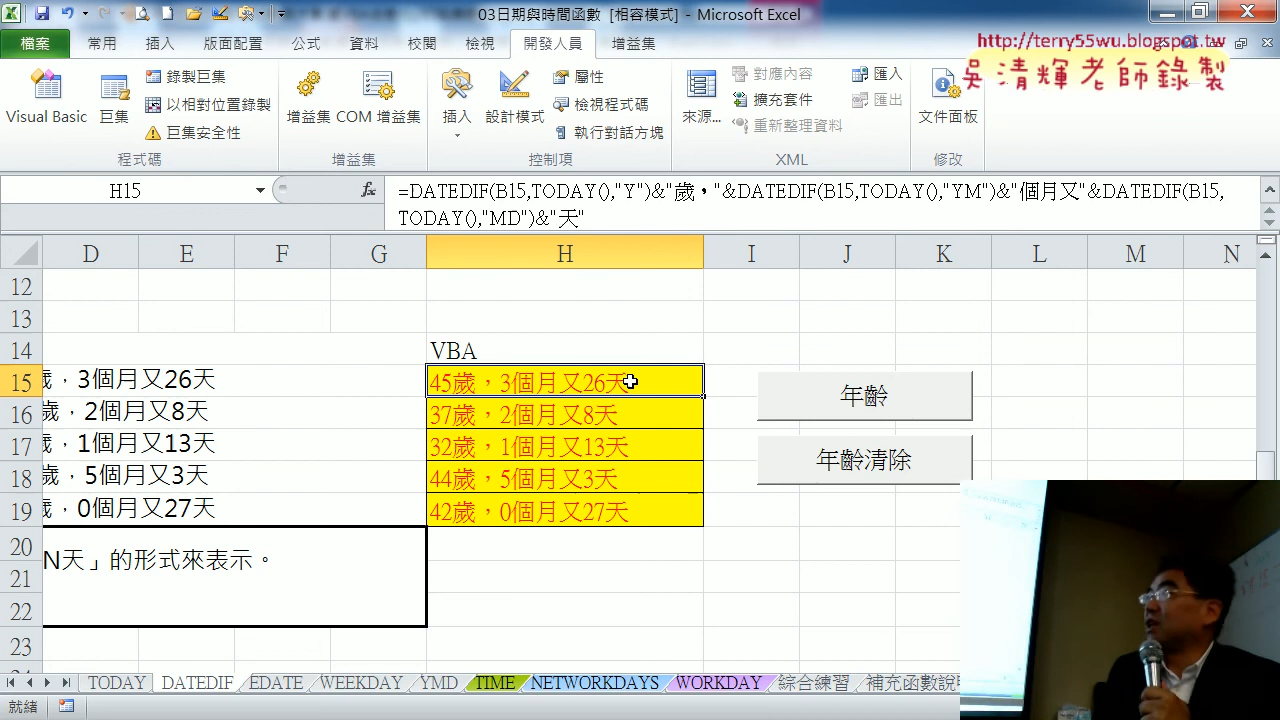 03日期與時間函數 [相容模式] - Microsoft Excel
http://terry55wu.blogspot.tw
吳清輝老師錄製
檔案 常用 插入 版面配置 公式 資料 校閱 檢視 開發人員 增益集
Visual Basic 巨集 錄製巨集 以相對位置錄製 巨集安全性 程式碼
增益集 COM 增益集 增益集
插入 設計模式 屬性 檢視程式碼 執行對話方塊 控制項
來源... 對應內容 擴充套件 重新整理資料 匯入 匯出 XML
文件面板 修改
H15 fx =DATEDIF(B15,TODAY(),"Y")&"歲，"&DATEDIF(B15,TODAY(),"YM")&"個月又"&DATEDIF(B15,
TODAY(),"MD")&"天"
D E F G H I J K L M N
12
13
14 VBA
15 歲，3個月又26天 45歲，3個月又26天 年齡
16 歲，2個月又8天 37歲，2個月又8天
17 歲，1個月又13天 32歲，1個月又13天 年齡清除
18 歲，5個月又3天 44歲，5個月又3天
19 歲，0個月又27天 42歲，0個月又27天
20 N天」的形式來表示。
21
22
23
TODAY DATEDIF EDATE WEEKDAY YMD TIME NETWORKDAYS WORKDAY 綜合練習 補充函數說
就緒